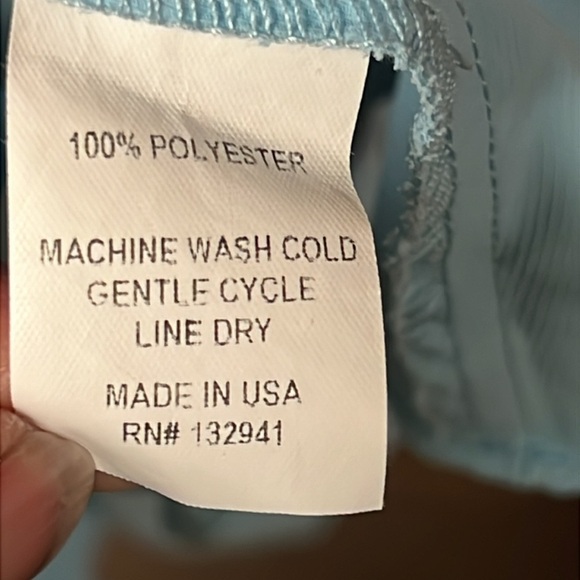 100% POLYESTER
MACHINE WASH COLD
GENTLE CYCLE
LINE DRY
MADE IN USA
RN# 132941